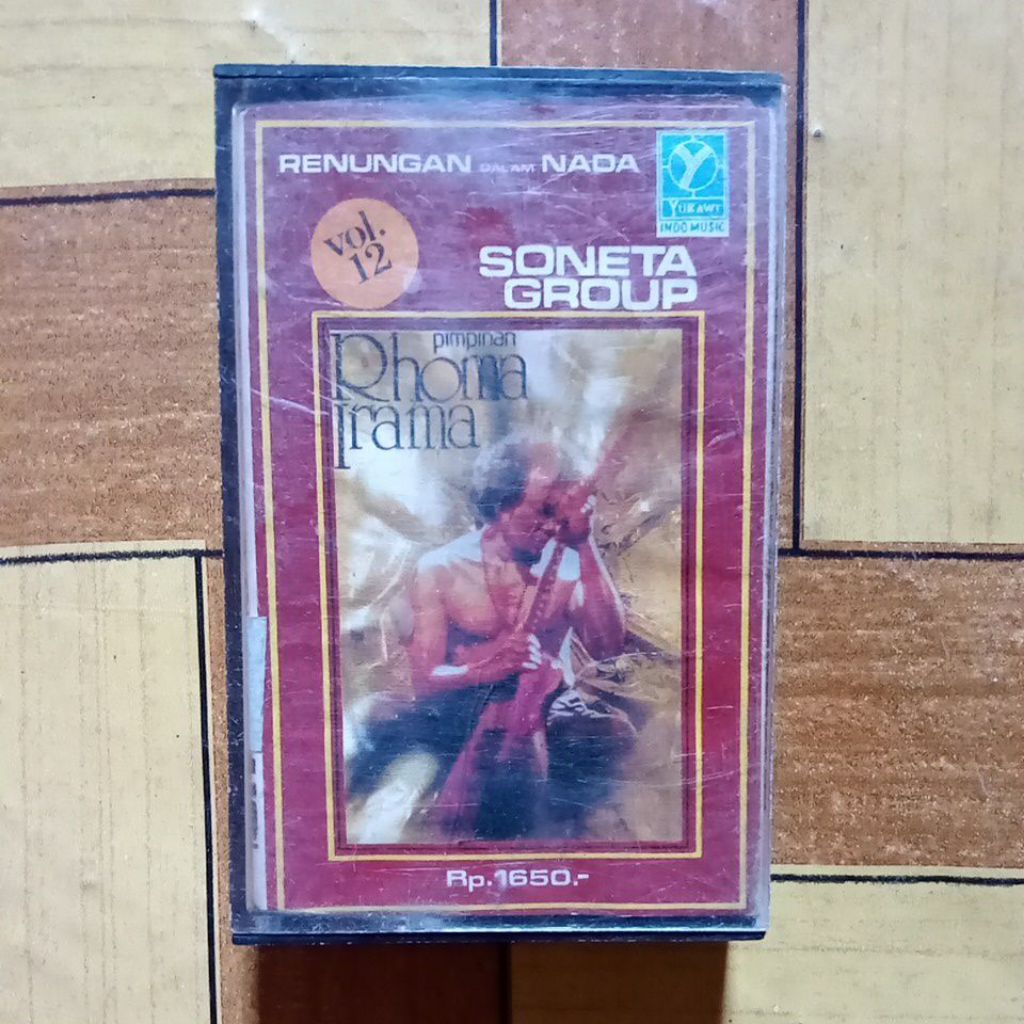 RENUNGAN DALAM NADA
Y
YUKAWI
INDO MUSIC
vol.
12
SONETA
GROUP
pimpinan
Rhoma
Irama
Rp.1650.-